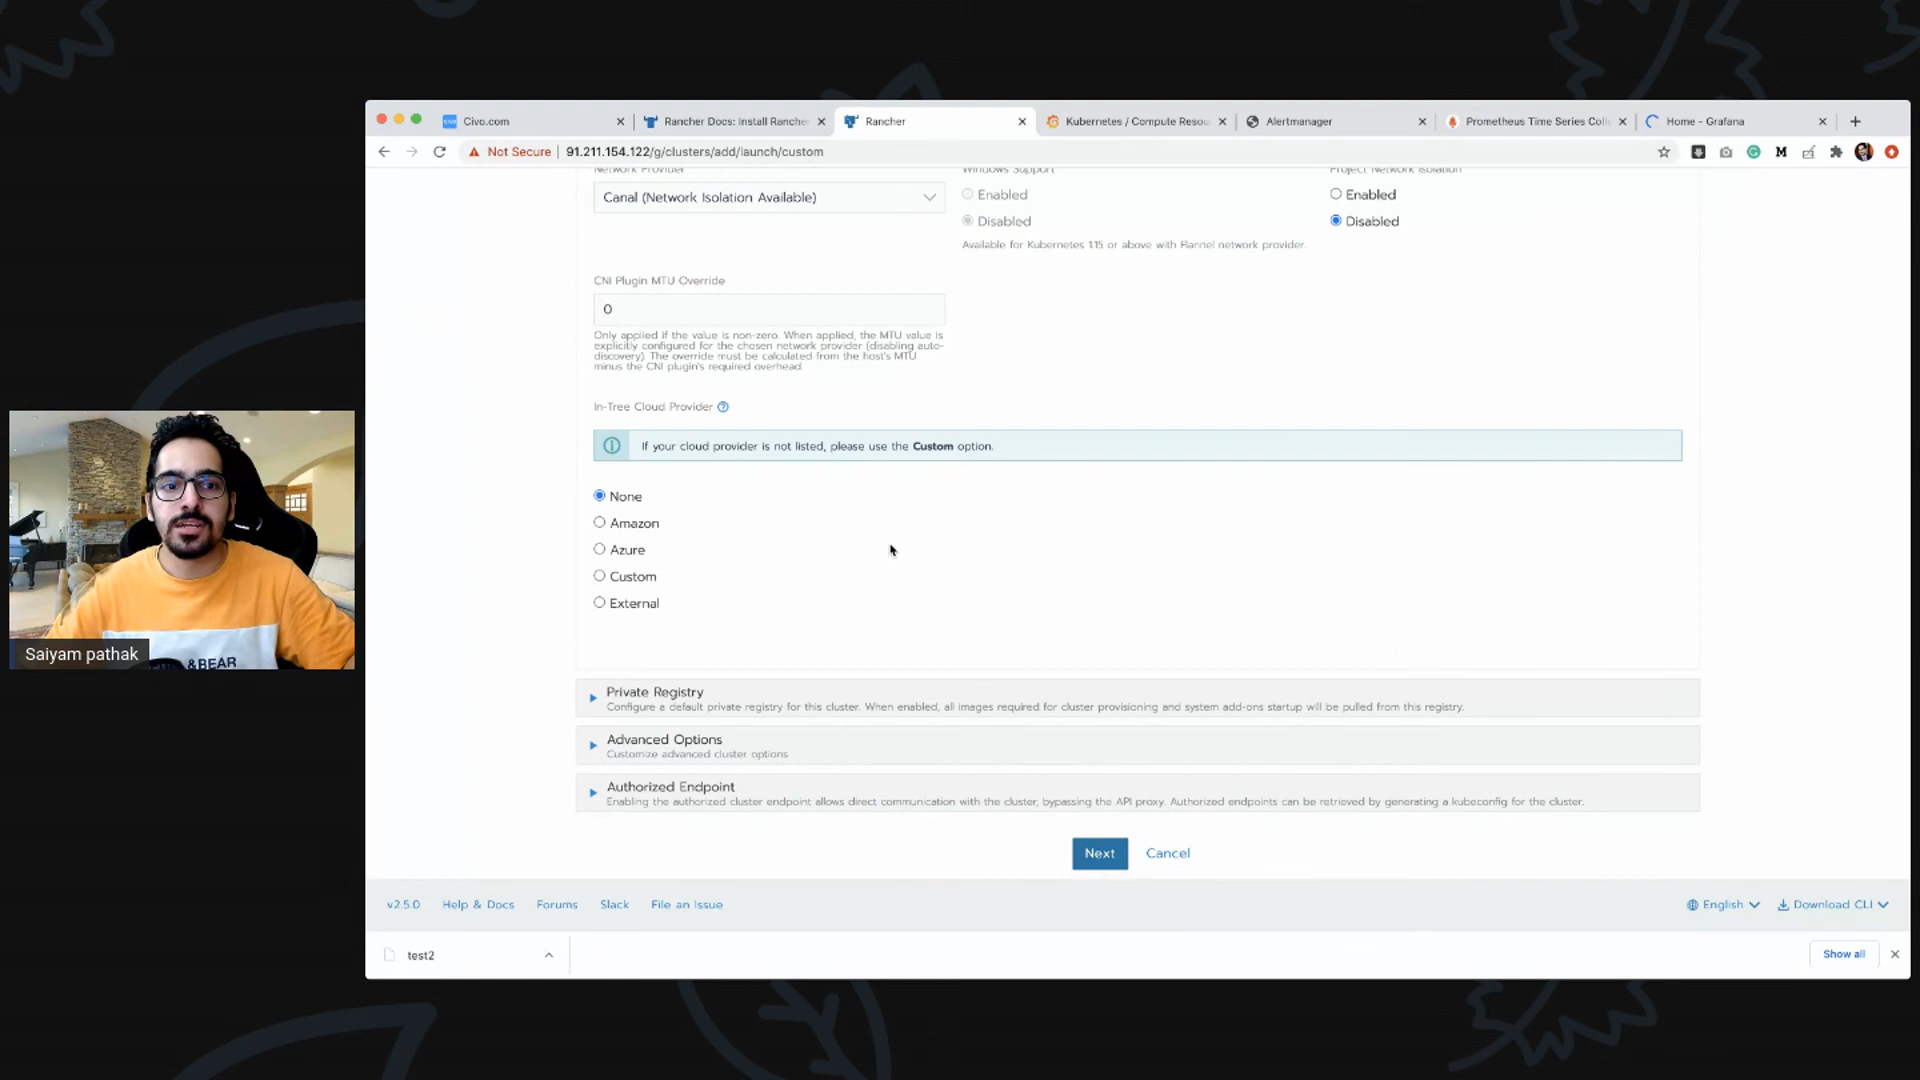 Civo.com
Rancher Docs: Install Rancher
Rancher
Kubernetes / Compute Resou
Alertmanager
Prometheus Time Series Coll
Home - Grafana
Not Secure
91.211.154.122/g/clusters/add/launch/custom
M
Network Provider
Windows Support
Project Network Isolation
Canal (Network Isolation Available)
Enabled
Enabled
Disabled
Disabled
Available for Kubernetes 1.15 or above with Flannel network provider.
CNI Plugin MTU Override
0
Only applied if the value is non-zero. When applied, the MTU value is
explicitly configured for the chosen network provider (disabling auto-
discovery). The override must be calculated from the host's MTU
minus the CNI plugin's required overhead.
In-Tree Cloud Provider
If your cloud provider is not listed, please use the Custom option.
None
Amazon
Azure
Custom
External
Saiyam pathak
&BEAR
Private Registry
Configure a default private registry for this cluster. When enabled, all images required for cluster provisioning and system add-ons startup will be pulled from this registry.
Advanced Options
Customize advanced cluster options
Authorized Endpoint
Enabling the authorized cluster endpoint allows direct communication with the cluster, bypassing the API proxy. Authorized endpoints can be retrieved by generating a kubeconfig for the cluster.
Next
Cancel
v2.5.0
Help & Docs
Forums
Slack
File an Issue
English
Download CLI
test2
Show all